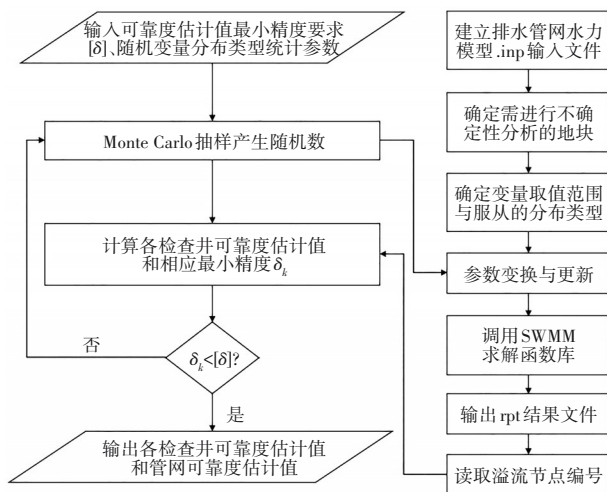 输入可靠度估计值最小精度要求
[δ]、随机变量分布类型统计参数
Monte Carlo 抽样产生随机数
计算各检查井可靠度估计值
和相应最小精度δk
否
δk<[δ]?
是
输出各检查井可靠度估计值
和管网可靠度估计值
建立排水管网水力
模型.inp输入文件
确定需进行不确
定性分析的地块
确定变量取值范围
与服从的分布类型
参数变换与更新
调用SWMM
求解函数库
输出rpt结果文件
读取溢流节点编号